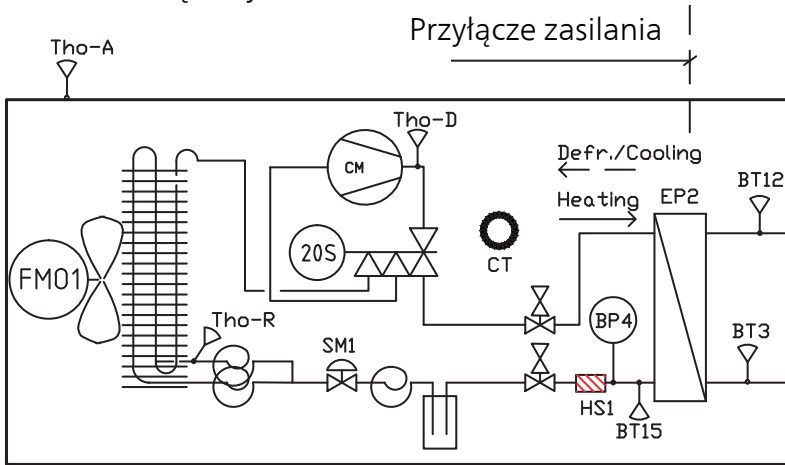 Przyłącze zasilania
Tho-A
Tho-D
Defr./Cooling
CM
BT12
Heating
EP2
20S
CT
FM01
Tho-R
BP4
SM1
BT3
HS1
BT15